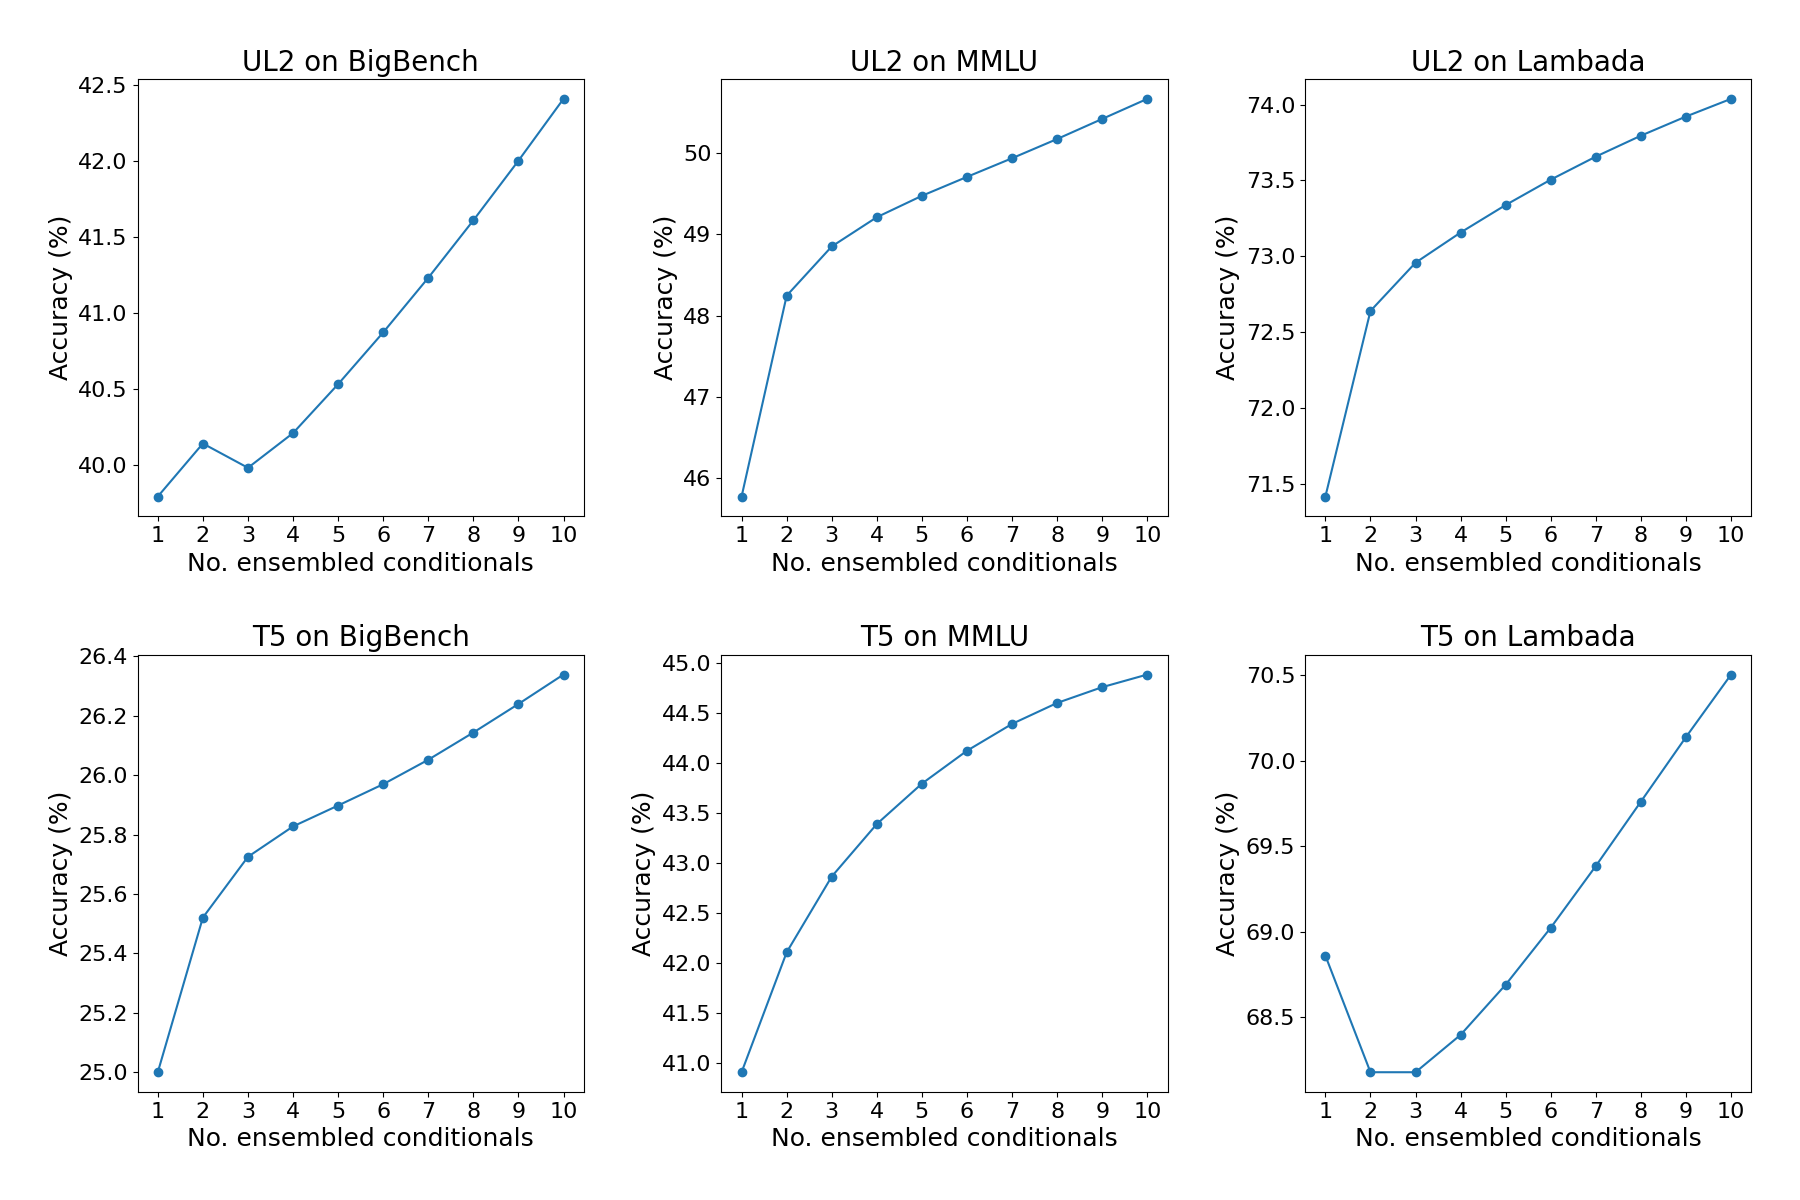 UL2 on BigBench
42.5
42.0
41.5
41.0
40.5
40.0
Accuracy (%)
1 2 3 4 5 6 7 8 9 10
No. ensembled conditionals
UL2 on MMLU
50
49
48
47
46
Accuracy (%)
1 2 3 4 5 6 7 8 9 10
No. ensembled conditionals
UL2 on Lambada
74.0
73.5
73.0
72.5
72.0
71.5
Accuracy (%)
1 2 3 4 5 6 7 8 9 10
No. ensembled conditionals
T5 on BigBench
26.4
26.2
26.0
25.8
25.6
25.4
25.2
25.0
Accuracy (%)
1 2 3 4 5 6 7 8 9 10
No. ensembled conditionals
T5 on MMLU
45.0
44.5
44.0
43.5
43.0
42.5
42.0
41.5
41.0
Accuracy (%)
1 2 3 4 5 6 7 8 9 10
No. ensembled conditionals
T5 on Lambada
70.5
70.0
69.5
69.0
68.5
Accuracy (%)
1 2 3 4 5 6 7 8 9 10
No. ensembled conditionals